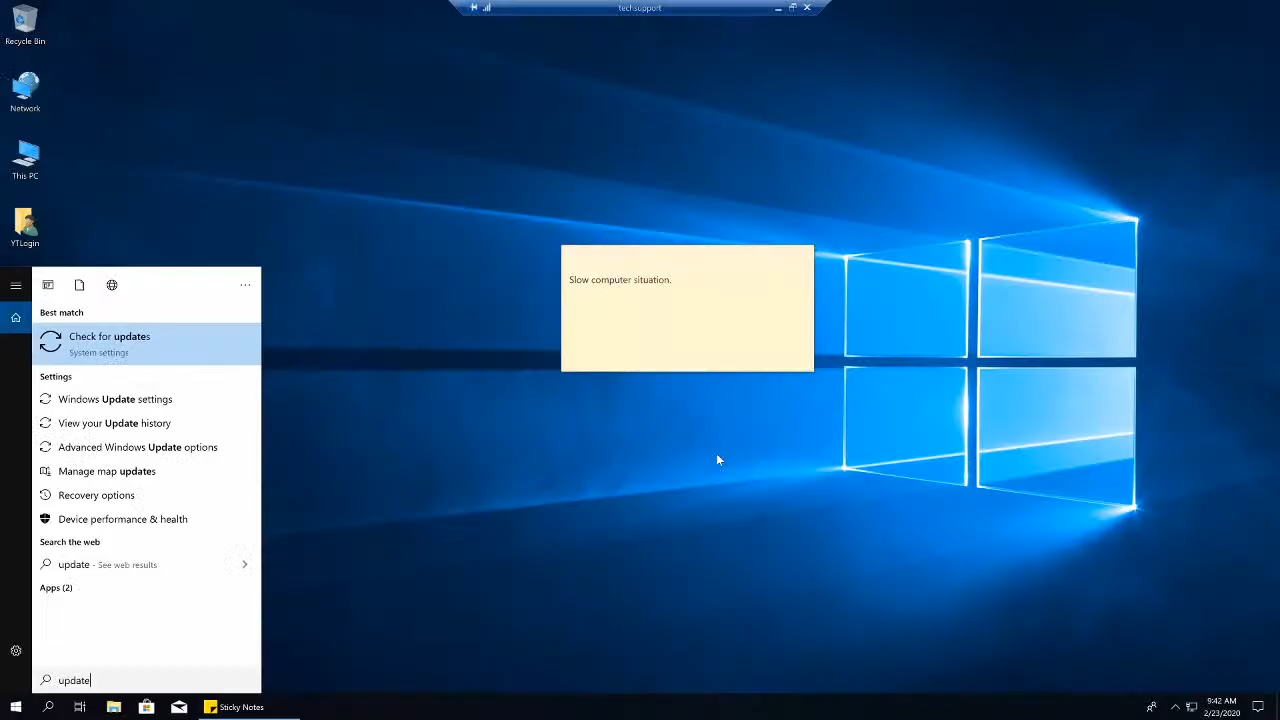 techsupport
Recycle Bin
Network
This PC
YTLogin
Slow computer situation.
Best match
Check for updates
System settings
Settings
Windows Update settings
View your Update history
Advanced Windows Update options
Manage map updates
Recovery options
Device performance & health
Search the web
update - See web results
Apps (2)
update
Sticky Notes
9:42 AM
2/23/2020